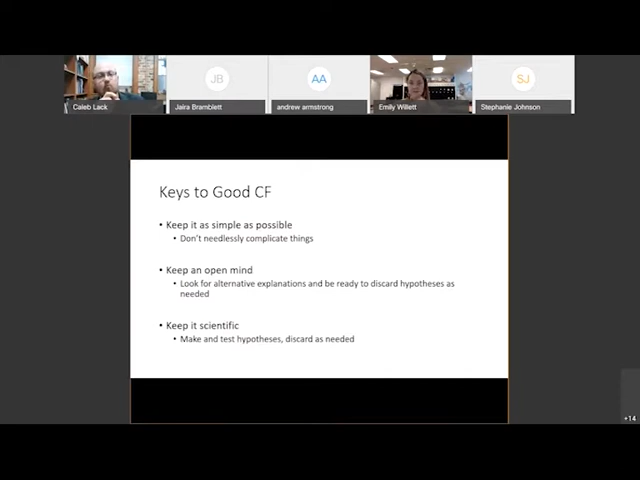 JB
AA
SJ
Caleb Lack
Jaira Bramblett
andrew armstrong
Emily Willett
Stephanie Johnson
Keys to Good CF
• Keep it as simple as possible
• Don't needlessly complicate things
• Keep an open mind
• Look for alternative explanations and be ready to discard hypotheses as
needed
• Keep it scientific
• Make and test hypotheses, discard as needed
+14